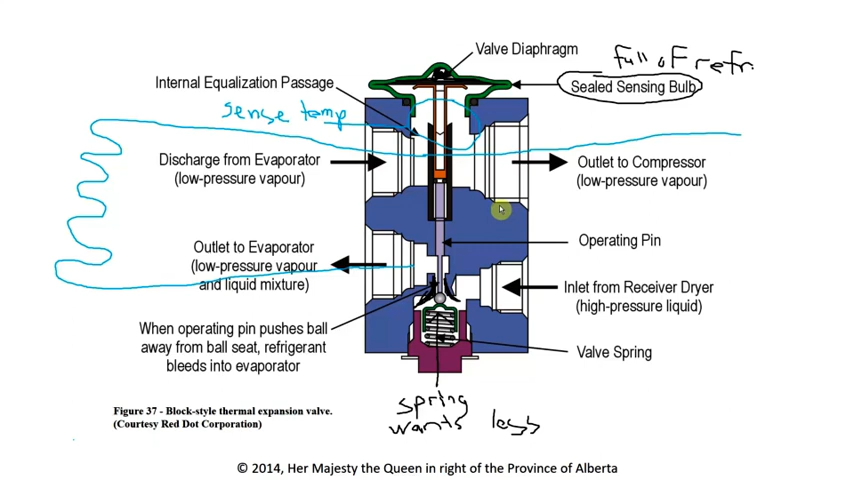 Valve Diaphragm
full of refr
Internal Equalization Passage
Sealed Sensing Bulb
sense temp
Discharge from Evaporator
(low-pressure vapour)
Outlet to Compressor
(low-pressure vapour)
Operating Pin
Outlet to Evaporator
(low-pressure vapour
and liquid mixture)
Inlet from Receiver Dryer
(high-pressure liquid)
When operating pin pushes ball
away from ball seat, refrigerant
bleeds into evaporator
Valve Spring
spring
wants less
Figure 37 - Block-style thermal expansion valve.
(Courtesy Red Dot Corporation)
© 2014, Her Majesty the Queen in right of the Province of Alberta